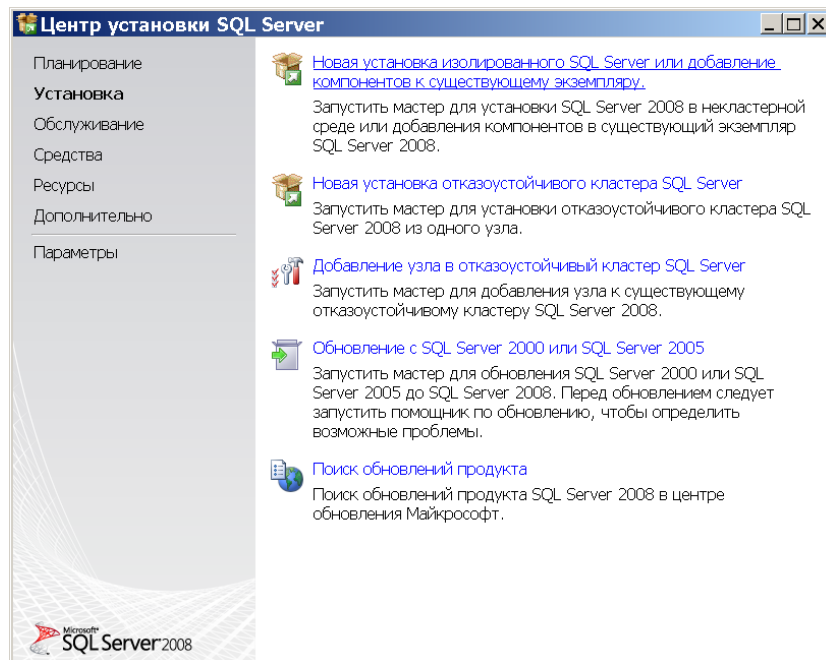 Центр установки SQL Server
Планирование
Установка
Обслуживание
Средства
Ресурсы
Дополнительно
Параметры
Новая установка изолированного SQL Server или добавление
компонентов к существующему экземпляру.
Запустить мастер для установки SQL Server 2008 в некластерной
среде или добавления компонентов в существующий экземпляр
SQL Server 2008.
Новая установка отказоустойчивого кластера SQL Server
Запустить мастер для установки отказоустойчивого кластера SQL
Server 2008 из одного узла.
Добавление узла в отказоустойчивый кластер SQL Server
Запустить мастер для добавления узла к существующему
отказоустойчивому кластеру SQL Server 2008.
Обновление с SQL Server 2000 или SQL Server 2005
Запустить мастер для обновления SQL Server 2000 или SQL
Server 2005 до SQL Server 2008. Перед обновлением следует
запустить помощник по обновлению, чтобы определить
возможные проблемы.
Поиск обновлений продукта
Поиск обновлений продукта SQL Server 2008 в центре
обновления Майкрософт.
Microsoft
SQL Server 2008